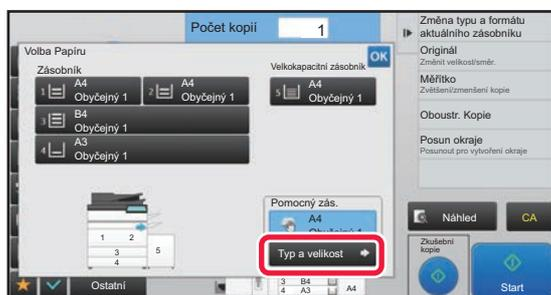 Počet kopií 1
Volba Papíru
OK
Zásobník
Velkokapacitní zásobník
1 A4
Obyčejný 1
2 A4
Obyčejný 1
5 A4
Obyčejný 1
3 B4
Obyčejný 1
4 A3
Obyčejný 1
1 2
3
4
5
Pomocný zás.
A4
Obyčejný 1
Typ a velikost
Ostatní
3 B4
4 A3
A4
Změna typu a formátu
aktuálního zásobníku
Originál
Změnit velikost/směr.
Měřítko
Zvětšení/zmenšení kopie
Oboustr. Kopie
Posun okraje
Posunout pro vytvoření okraje
Náhled
CA
Zkušební
kopie
Start